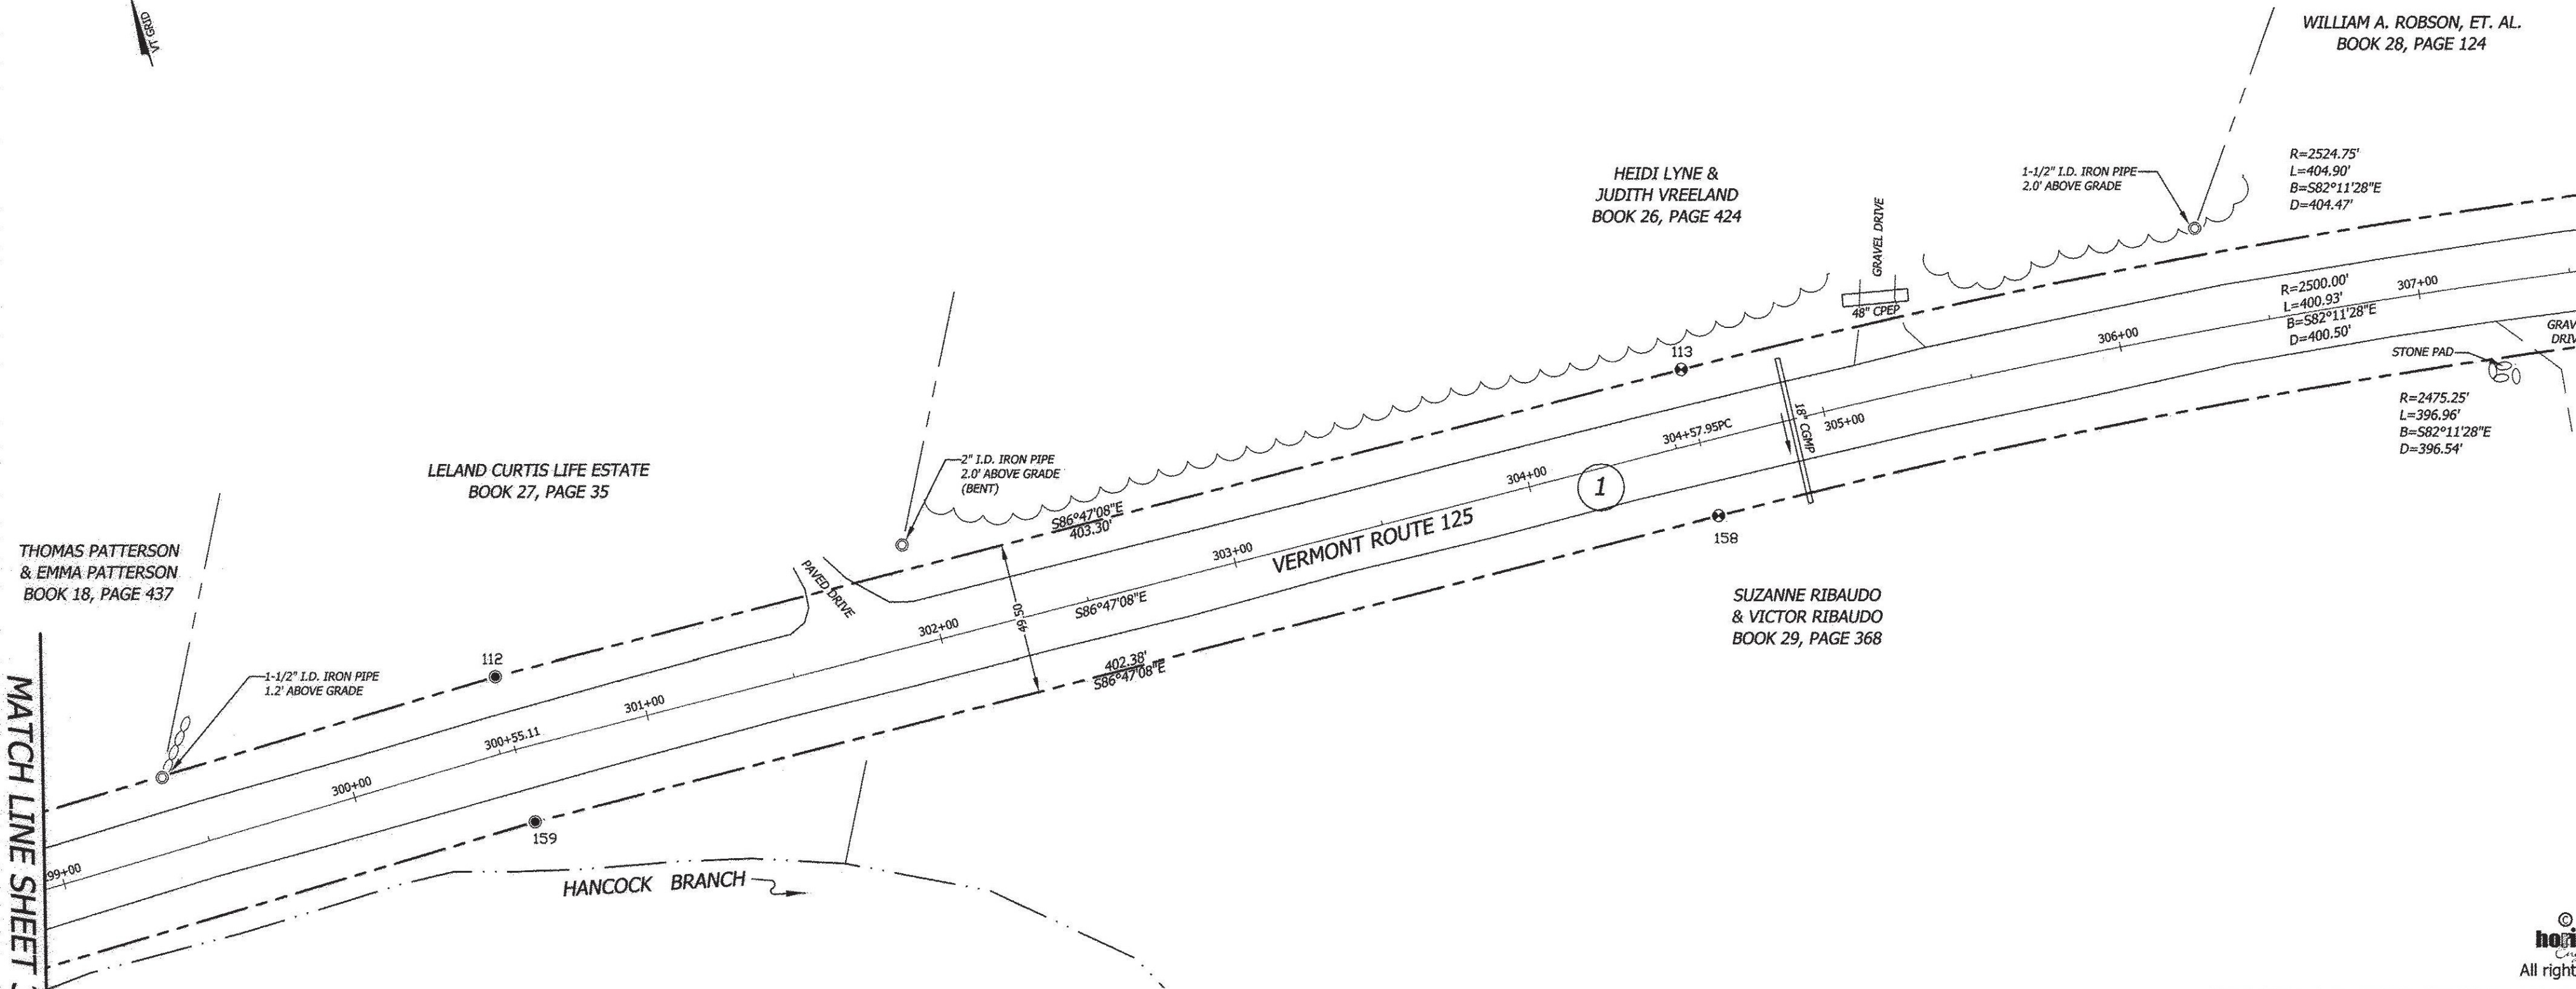 VT GRID
WILLIAM A. ROBSON, ET. AL.
BOOK 28, PAGE 124
R=2524.75'
L=404.90'
B=S82°11'28"E
D=404.47'
1-1/2" I.D. IRON PIPE
2.0' ABOVE GRADE
HEIDI LYNE &
JUDITH VREELAND
BOOK 26, PAGE 424
GRAVEL DRIVE
48" CPEP
R=2500.00'
L=400.93'
B=S82°11'28"E
D=400.50'
307+00
306+00
GRAV
DRIV
STONE PAD
R=2475.25'
L=396.96'
B=S82°11'28"E
D=396.54'
113
18" CGMP
305+00
304+57.95PC
304+00
1
VERMONT ROUTE 125
303+00
158
SUZANNE RIBAUDO
& VICTOR RIBAUDO
BOOK 29, PAGE 368
2" I.D. IRON PIPE
2.0' ABOVE GRADE
(BENT)
S86°47'08"E
403.30'
S86°47'08"E
49.50
402.38'
S86°47'08"E
302+00
PAVED DRIVE
LELAND CURTIS LIFE ESTATE
BOOK 27, PAGE 35
THOMAS PATTERSON
& EMMA PATTERSON
BOOK 18, PAGE 437
112
1-1/2" I.D. IRON PIPE
1.2' ABOVE GRADE
301+00
300+55.11
300+00
99+00
159
HANCOCK BRANCH
MATCH LINE SHEET
©
hori
All right